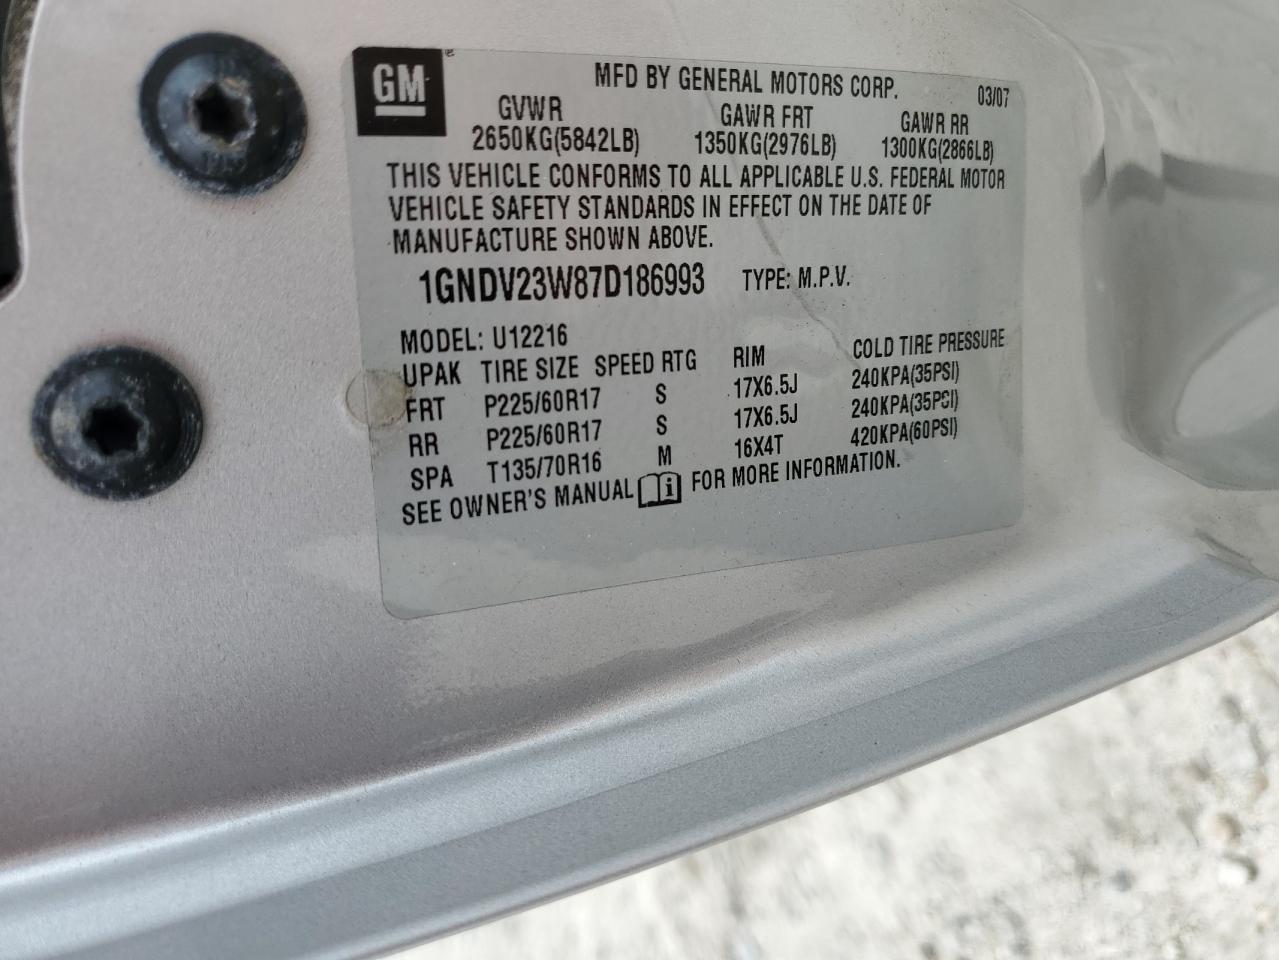 GM
MFD BY GENERAL MOTORS CORP. 03/07
GVWR GAWR FRT GAWR RR
2650KG(5842LB) 1350KG(2976LB) 1300KG(2866LB)
THIS VEHICLE CONFORMS TO ALL APPLICABLE U.S. FEDERAL MOTOR
VEHICLE SAFETY STANDARDS IN EFFECT ON THE DATE OF
MANUFACTURE SHOWN ABOVE.
1GNDV23W87D186993 TYPE: M.P.V.
MODEL: U12216
UPAK TIRE SIZE SPEED RTG RIM COLD TIRE PRESSURE
FRT P225/60R17 S 17X6.5J 240KPA(35PSI)
RR P225/60R17 S 17X6.5J 240KPA(35PSI)
SPA T135/70R16 M 16X4T 420KPA(60PSI)
SEE OWNER'S MANUAL i FOR MORE INFORMATION.